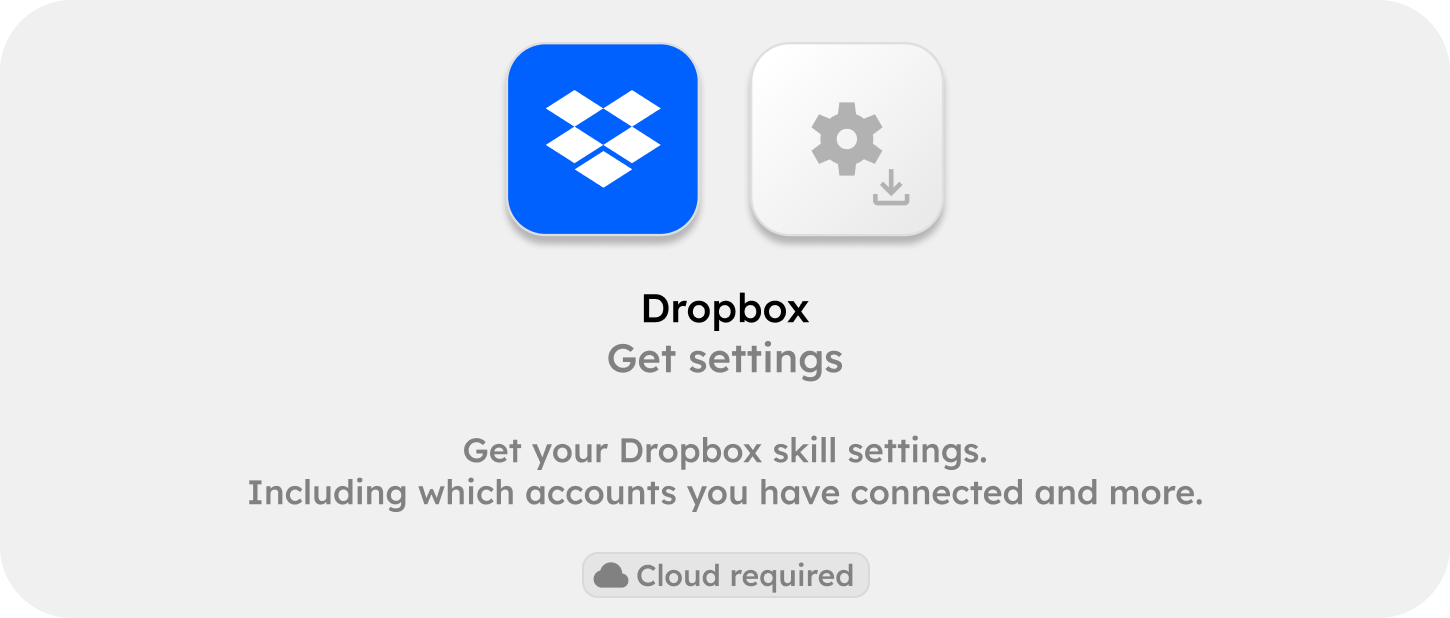 Dropbox
Get settings
Get your Dropbox skill settings.
Including which accounts you have connected and more.
Cloud required